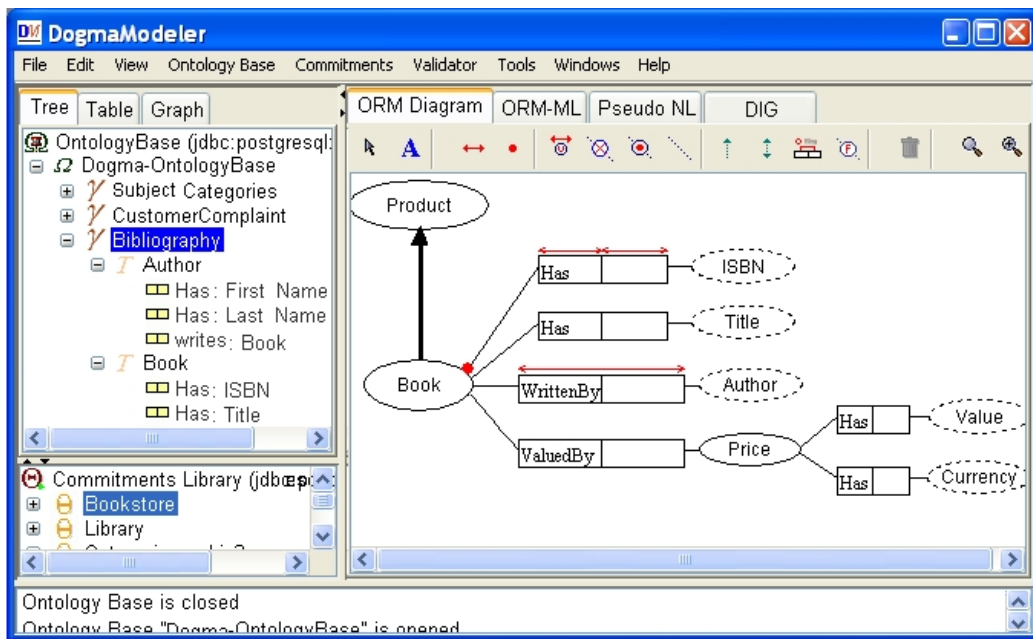 DogmaModeler
File Edit View Ontology Base Commitments Validator Tools Windows Help
Tree Table Graph
ORM Diagram ORM-ML Pseudo NL DIG
OntologyBase (jdbc:postgresql:
Ω Dogma-OntologyBase
γ Subject Categories
γ CustomerComplaint
γ Bibliography
T Author
Has: First Name
Has: Last Name
writes: Book
T Book
Has: ISBN
Has: Title
Commitments Library
Bookstore
Library
A
U
F
Product
Has ISBN
Has Title
Book
WrittenBy Author
ValuedBy Price
Has Value
Has Currency
Ontology Base is closed
Ontology Base "Dogma-OntologyBase" is opened